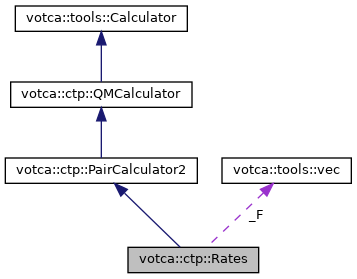 votca::tools::Calculator
votca::ctp::QMCalculator
votca::ctp::PairCalculator2
votca::tools::vec
_F
votca::ctp::Rates